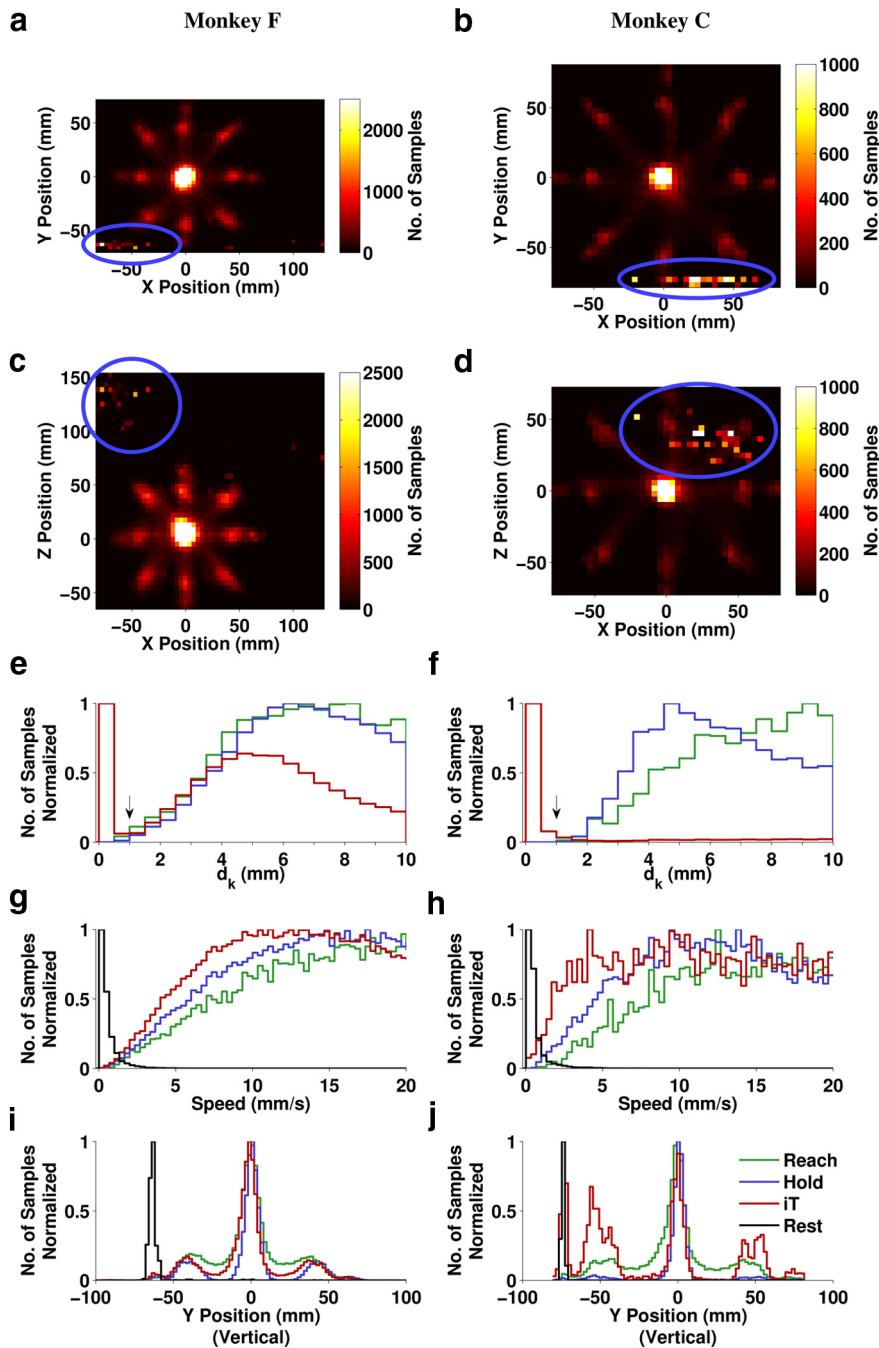 a Monkey F
b Monkey C
Y Position (mm)
50
0
−50
−50 0 50 100
X Position (mm)
2000
1000
0
No. of Samples
Y Position (mm)
50
0
−50
−50 0 50
X Position (mm)
1000
800
600
400
200
0
No. of Samples
c
Z Position (mm)
150
100
50
0
−50
−50 0 50 100
X Position (mm)
2500
2000
1500
1000
500
0
No. of Samples
d
Z Position (mm)
50
0
−50
−50 0 50
X Position (mm)
1000
800
600
400
200
0
No. of Samples
e
No. of Samples
Normalized
1
0.5
0
0 2 4 6 8 10
dk (mm)
f
No. of Samples
Normalized
1
0.5
0
0 2 4 6 8 10
dk (mm)
g
No. of Samples
Normalized
1
0.5
0
0 5 10 15 20
Speed (mm/s)
h
No. of Samples
Normalized
1
0.5
0
0 5 10 15 20
Speed (mm/s)
i
No. of Samples
Normalized
1
0.5
0
−100 −50 0 50 100
Y Position (mm)
(Vertical)
j
No. of Samples
Normalized
1
0.5
0
−100 −50 0 50 100
Y Position (mm)
(Vertical)
Reach
Hold
iT
Rest